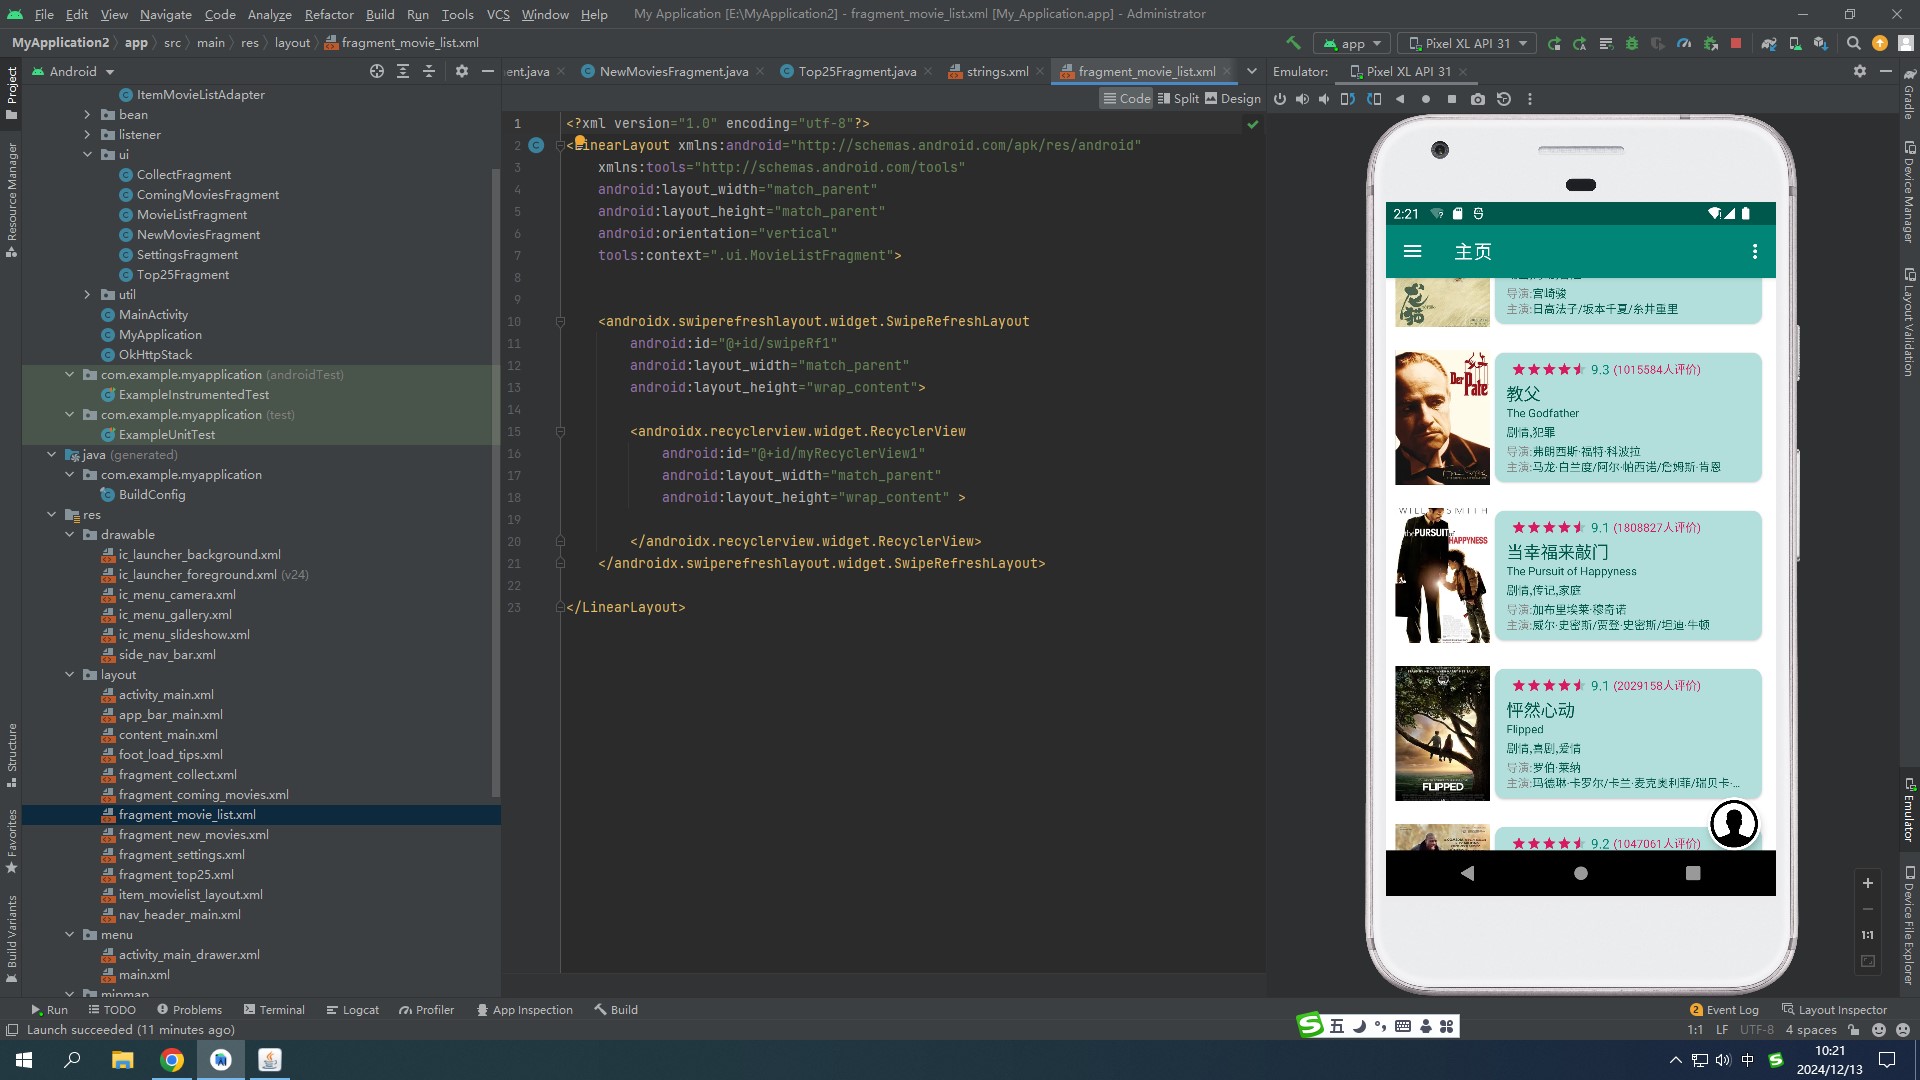 File Edit View Navigate Code Analyze Refactor Build Run Tools VCS Window Help My Application [E:\MyApplication2] - fragment_movie_list.xml [My_Application.app] - Administrator
MyApplication2 app src main res layout fragment_movie_list.xml
app Pixel XL API 31
Android
ent.java NewMoviesFragment.java Top25Fragment.java strings.xml fragment_movie_list.xml
Emulator: Pixel XL API 31
Code Split Design
Project
Resource Manager
Structure
Favorites
Build Variants
ItemMovieListAdapter
bean
listener
ui
CollectFragment
ComingMoviesFragment
MovieListFragment
NewMoviesFragment
SettingsFragment
Top25Fragment
util
MainActivity
MyApplication
OkHttpStack
com.example.myapplication (androidTest)
ExampleInstrumentedTest
com.example.myapplication (test)
ExampleUnitTest
java (generated)
com.example.myapplication
BuildConfig
res
drawable
ic_launcher_background.xml
ic_launcher_foreground.xml (v24)
ic_menu_camera.xml
ic_menu_gallery.xml
ic_menu_slideshow.xml
side_nav_bar.xml
layout
activity_main.xml
app_bar_main.xml
content_main.xml
foot_load_tips.xml
fragment_collect.xml
fragment_coming_movies.xml
fragment_movie_list.xml
fragment_new_movies.xml
fragment_settings.xml
fragment_top25.xml
item_movielist_layout.xml
nav_header_main.xml
menu
activity_main_drawer.xml
main.xml
mipmap
1 <?xml version="1.0" encoding="utf-8"?>
2 <LinearLayout xmlns:android="http://schemas.android.com/apk/res/android"
3 xmlns:tools="http://schemas.android.com/tools"
4 android:layout_width="match_parent"
5 android:layout_height="match_parent"
6 android:orientation="vertical"
7 tools:context=".ui.MovieListFragment">
8
9
10 <androidx.swiperefreshlayout.widget.SwipeRefreshLayout
11 android:id="@+id/swipeRf1"
12 android:layout_width="match_parent"
13 android:layout_height="wrap_content">
14
15 <androidx.recyclerview.widget.RecyclerView
16 android:id="@+id/myRecyclerView1"
17 android:layout_width="match_parent"
18 android:layout_height="wrap_content" >
19
20 </androidx.recyclerview.widget.RecyclerView>
21 </androidx.swiperefreshlayout.widget.SwipeRefreshLayout>
22
23 </LinearLayout>
2:21
主页
导演:宫崎骏
主演:日高法子/坂本千夏/糸井重里
Der Pate
9.3 (1015584人评价)
教父
The Godfather
剧情,犯罪
导演:弗朗西斯·福特·科波拉
主演:马龙·白兰度/阿尔·帕西诺/詹姆斯·肯恩
WILL SMITH
the PURSUIT of HAPPYNESS
9.1 (1808827人评价)
当幸福来敲门
The Pursuit of Happyness
剧情,传记,家庭
导演:加布里埃莱·穆奇诺
主演:威尔·史密斯/贾登·史密斯/坦迪·牛顿
FLIPPED
9.1 (2029158人评价)
怦然心动
Flipped
剧情,喜剧,爱情
导演:罗伯·莱纳
主演:玛德琳·卡罗尔/卡兰·麦克奥利菲/瑞贝卡·...
9.2 (1047061人评价)
1:1
Gradle
Device Manager
Layout Validation
Emulator
Device File Explorer
Run TODO Problems Terminal Logcat Profiler App Inspection Build
2 Event Log Layout Inspector
Launch succeeded (11 minutes ago)
1:1 LF UTF-8 4 spaces
五
中
10:21
2024/12/13